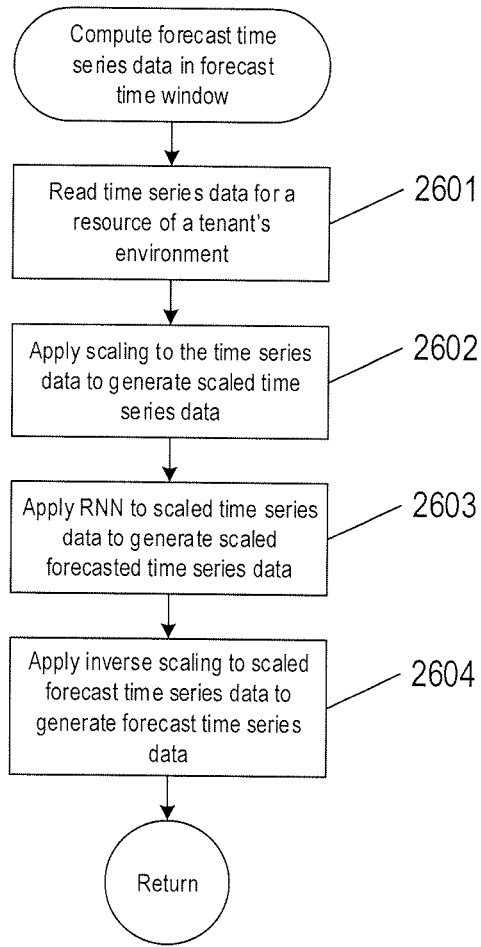 Compute forecast time
series data in forecast
time window
Read time series data for a
resource of a tenant's
environment
2601
Apply scaling to the time series
data to generate scaled time
series data
2602
Apply RNN to scaled time series
data to generate scaled
forecasted time series data
2603
Apply inverse scaling to scaled
forecast time series data to
generate forecast time series
data
2604
Return